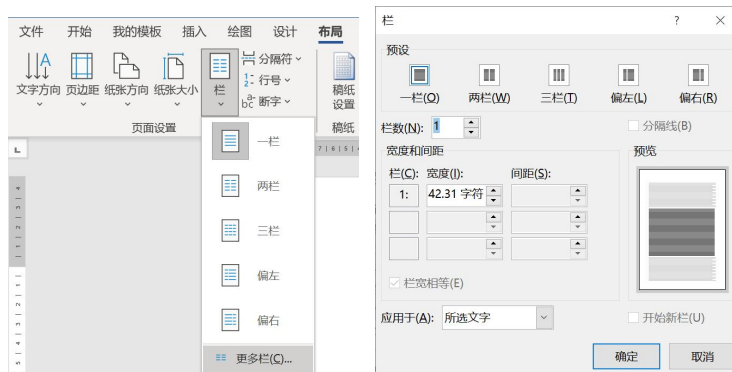 文件 开始 我的模板 插入 绘图 设计 布局
文字方向 页边距 纸张方向 纸张大小 栏 分隔符 行号 断字 稿纸设置
页面设置 稿纸
一栏
两栏
三栏
偏左
偏右
更多栏(C)...
栏 ? ×
预设
一栏(O) 两栏(W) 三栏(T) 偏左(L) 偏右(R)
栏数(N): 1 分隔线(B)
宽度和间距 预览
栏(C): 宽度(I): 间距(S):
1: 42.31 字符
栏宽相等(E)
应用于(A): 所选文字 开始新栏(U)
确定 取消